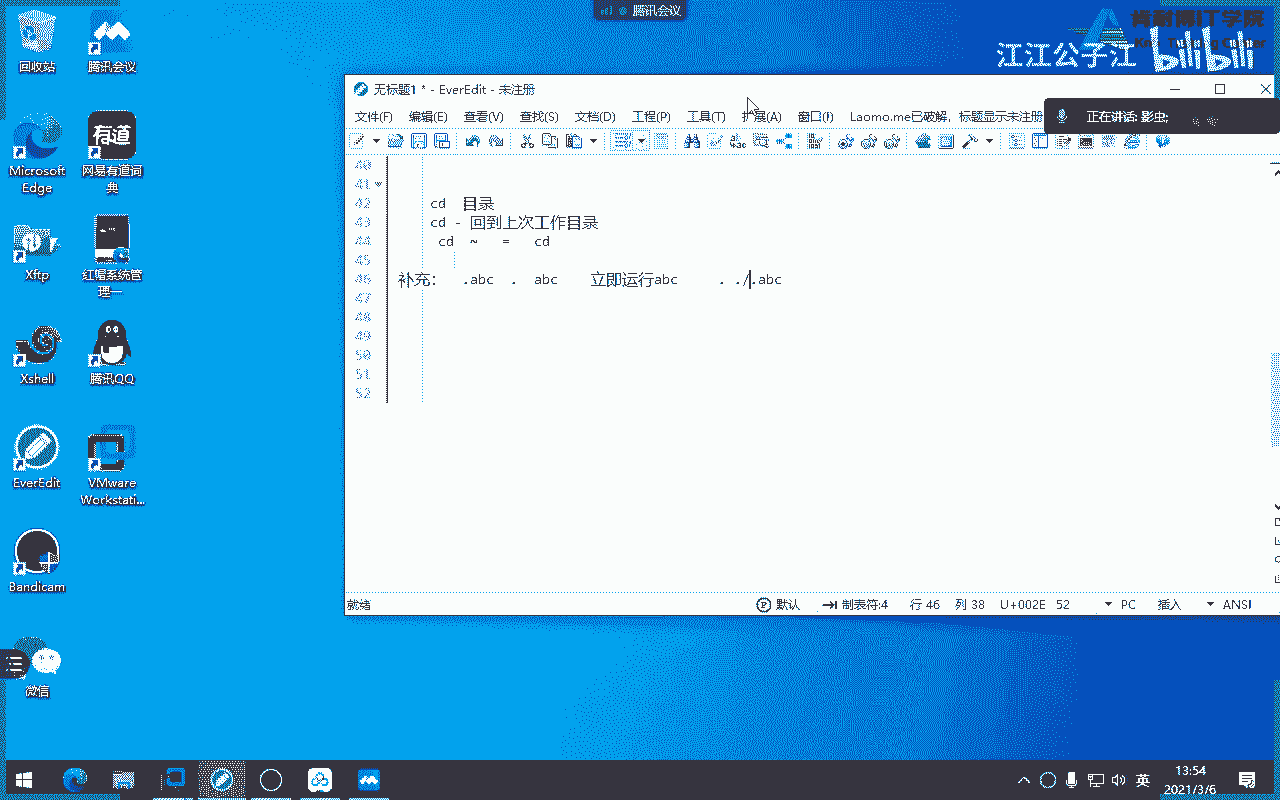 腾讯会议
肯耐博IT学院
江江公子江 bilibili
回收站
腾讯会议
Microsoft Edge
网易有道词典
Xftp
红帽系统管理一
Xshell
腾讯QQ
EverEdit
VMware Workstati...
Bandicam
微信
无标题1 * - EverEdit - 未注册
文件(F) 编辑(E) 查看(V) 查找(S) 文档(D) 工程(P) 工具(T) 扩展(A) 窗口(I) Laomo.me已破解，标题显示未注册
正在讲话: 影虫;
40
41
42 cd 目录
43 cd - 回到上次工作目录
44 cd ~ = cd
45
46 补充： .abc . abc 立即运行abc . ./.abc
47
48
49
50
51
52
就绪 默认 制表符:4 行 46 列 38 U+002E 52 PC 插入 ANSI
英 13:54
2021/3/6